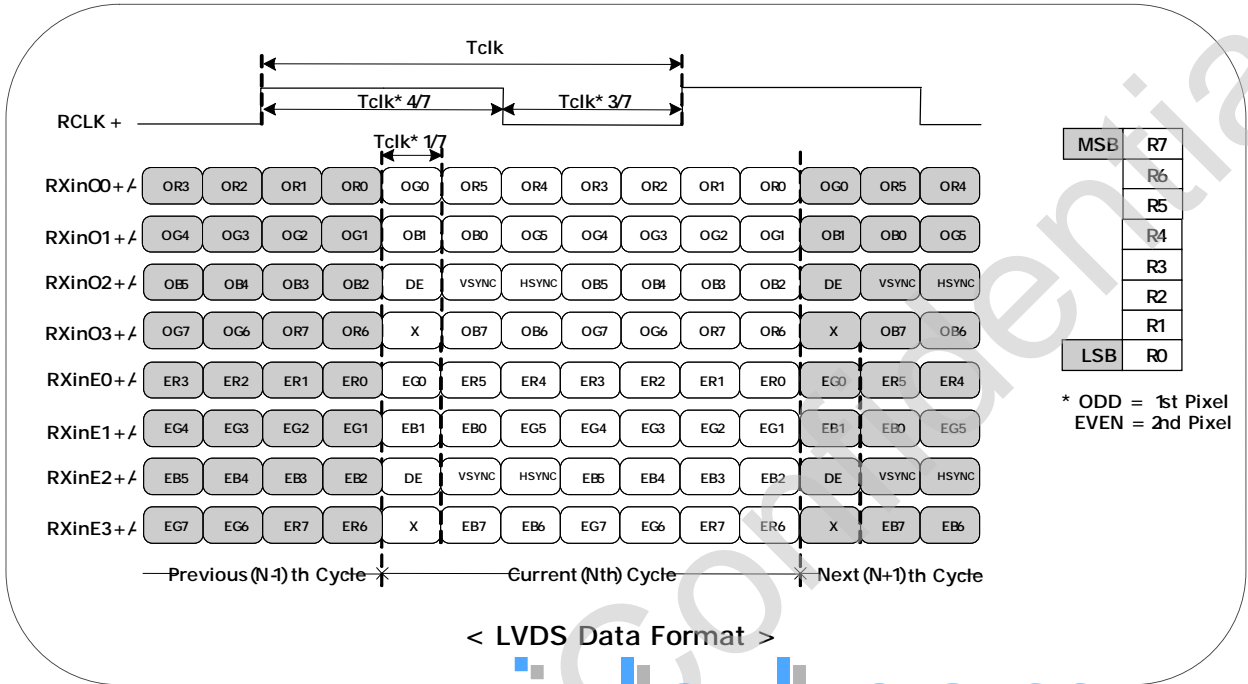 Tclk
Tclk* 4/7 Tclk* 3/7
RCLK +
Tclk* 1/7
RXinO0+/- OR3 OR2 OR1 OR0 OG0 OR5 OR4 OR3 OR2 OR1 OR0 OG0 OR5 OR4
RXinO1+/- OG4 OG3 OG2 OG1 OB1 OB0 OG5 OG4 OG3 OG2 OG1 OB1 OB0 OG5
RXinO2+/- OB5 OB4 OB3 OB2 DE VSYNC HSYNC OB5 OB4 OB3 OB2 DE VSYNC HSYNC
RXinO3+/- OG7 OG6 OR7 OR6 X OB7 OB6 OG7 OG6 OR7 OR6 X OB7 OB6
RXinE0+/- ER3 ER2 ER1 ER0 EG0 ER5 ER4 ER3 ER2 ER1 ER0 EG0 ER5 ER4
RXinE1+/- EG4 EG3 EG2 EG1 EB1 EB0 EG5 EG4 EG3 EG2 EG1 EB1 EB0 EG5
RXinE2+/- EB5 EB4 EB3 EB2 DE VSYNC HSYNC EB5 EB4 EB3 EB2 DE VSYNC HSYNC
RXinE3+/- EG7 EG6 ER7 ER6 X EB7 EB6 EG7 EG6 ER7 ER6 X EB7 EB6
Previous (N-1)th Cycle Current (Nth) Cycle Next (N+1)th Cycle
MSB R7
R6
R5
R4
R3
R2
R1
LSB R0
* ODD = 1st Pixel
EVEN = 2nd Pixel
< LVDS Data Format >
Confidentia